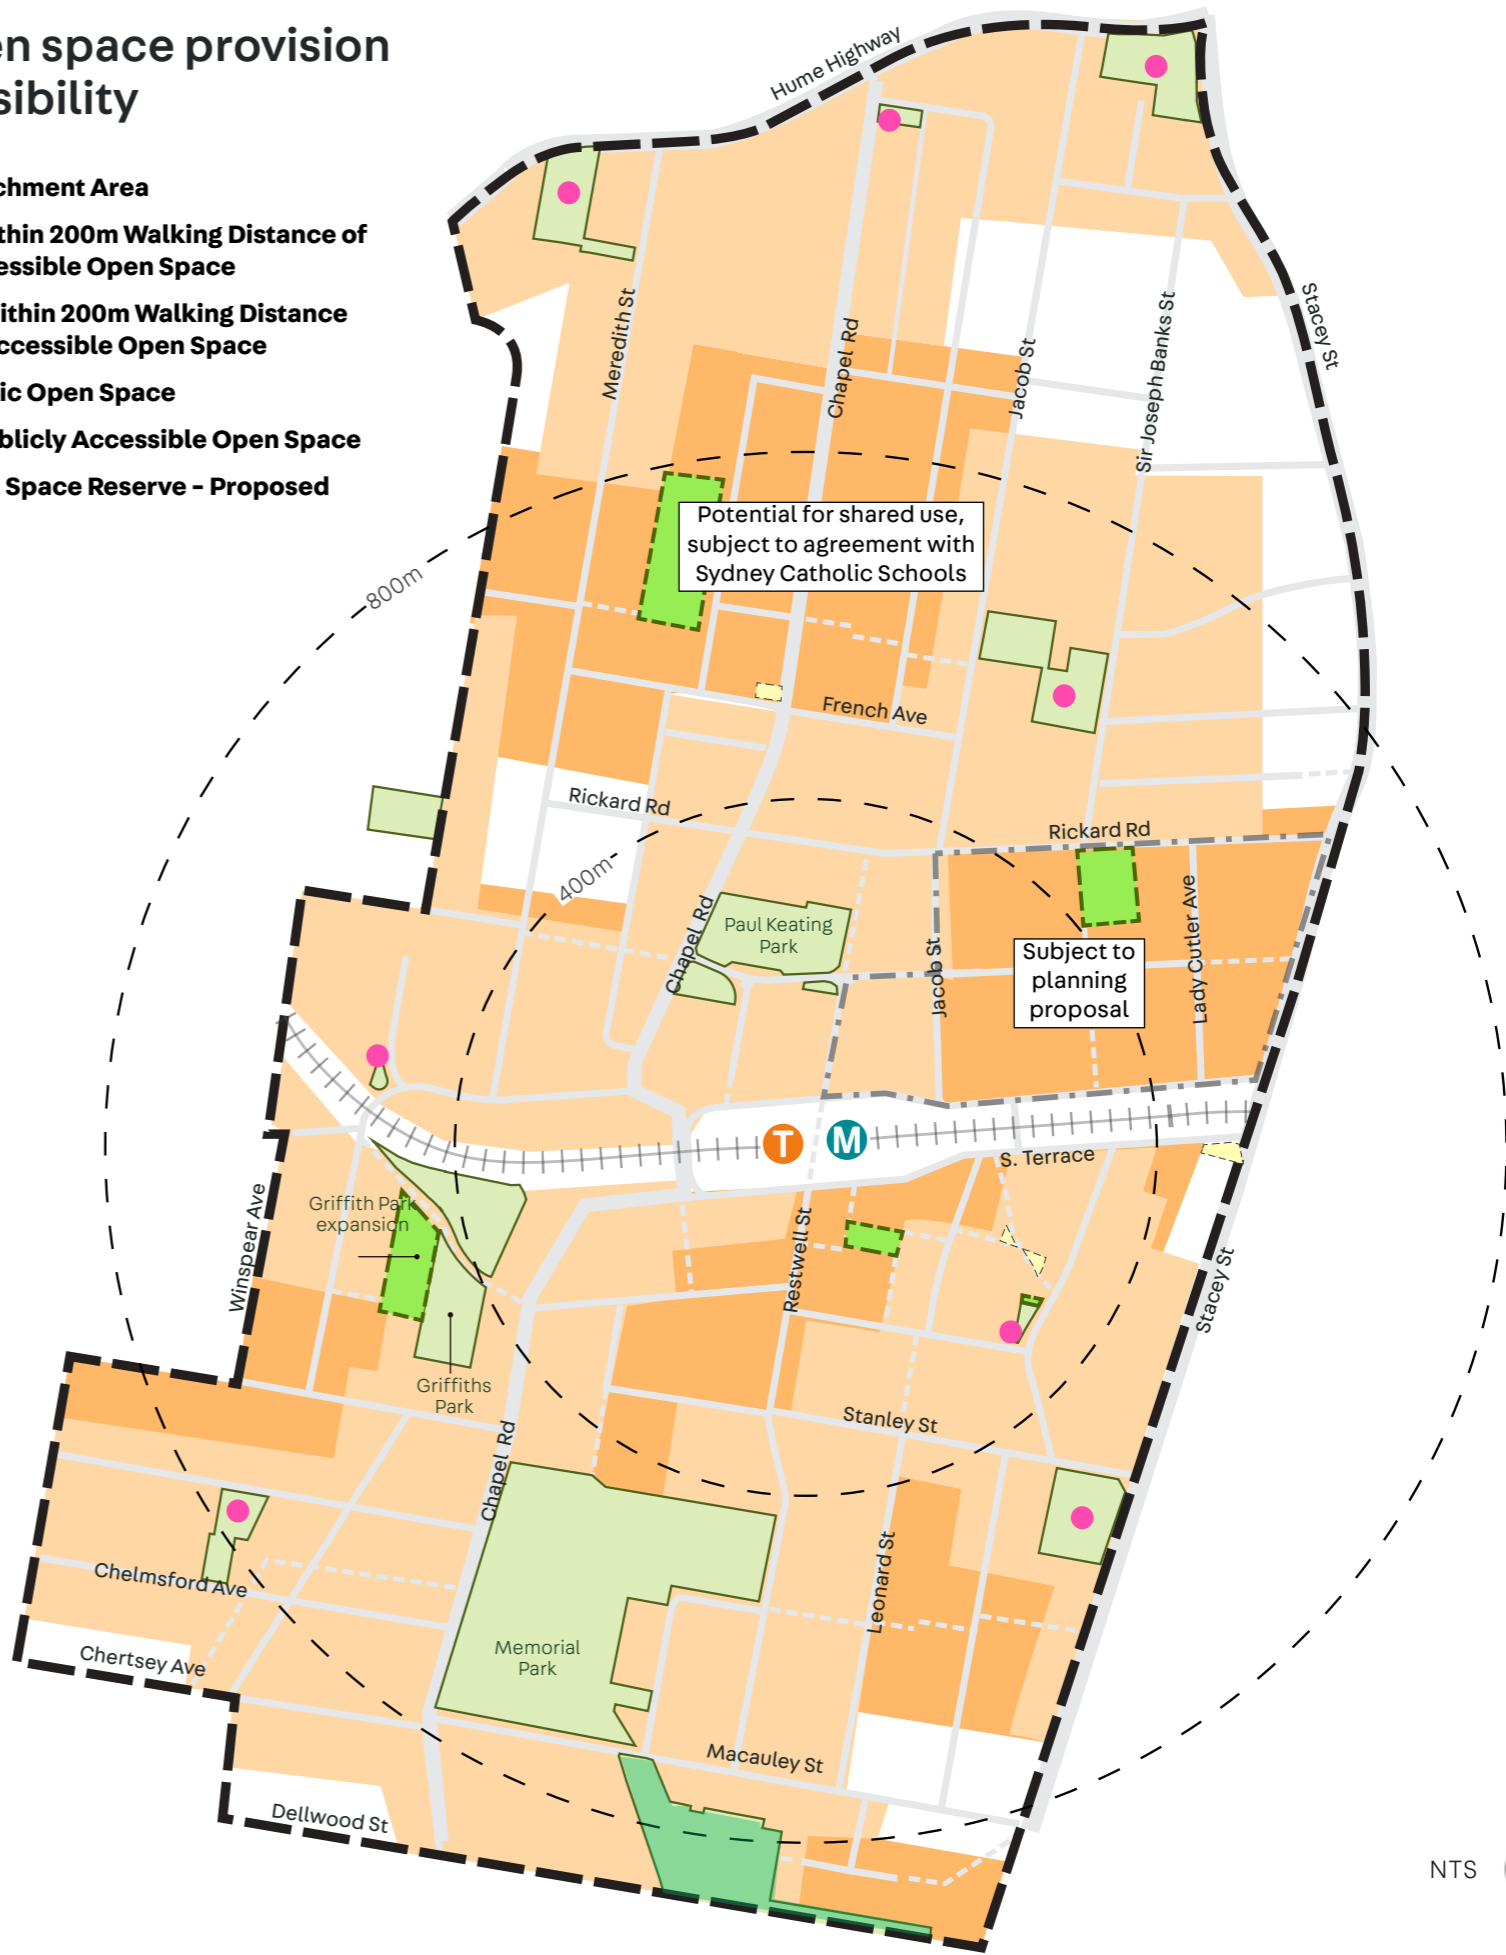 en space provision
sibility
chment Area
thin 200m Walking Distance of
essible Open Space
ithin 200m Walking Distance
ccessible Open Space
ic Open Space
blicly Accessible Open Space
Space Reserve – Proposed
Hume Highway
Stacey St
Meredith St
Chapel Rd
Jacob St
Sir Joseph Banks St
Potential for shared use,
subject to agreement with
Sydney Catholic Schools
800m
French Ave
Rickard Rd
Rickard Rd
400m
Paul Keating
Park
Chapel Rd
Jacob St
Lady Cutler Ave
Subject to
planning
proposal
T
M
S. Terrace
Griffith Park
expansion
Winspear Ave
Restwell St
Stacey St
Griffiths
Park
Stanley St
Chapel Rd
Leonard St
Chelmsford Ave
Chertsey Ave
Memorial
Park
Macauley St
Dellwood St
NTS